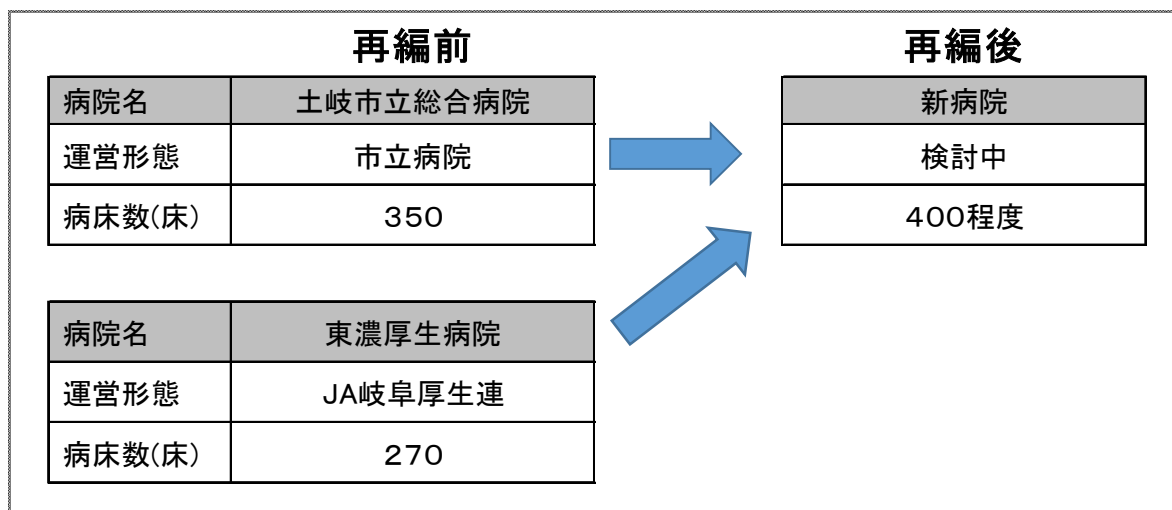 再編前
再編後
病院名 土岐市立総合病院
運営形態 市立病院
病床数(床) 350
新病院
検討中
400程度
病院名 東濃厚生病院
運営形態 JA岐阜厚生連
病床数(床) 270